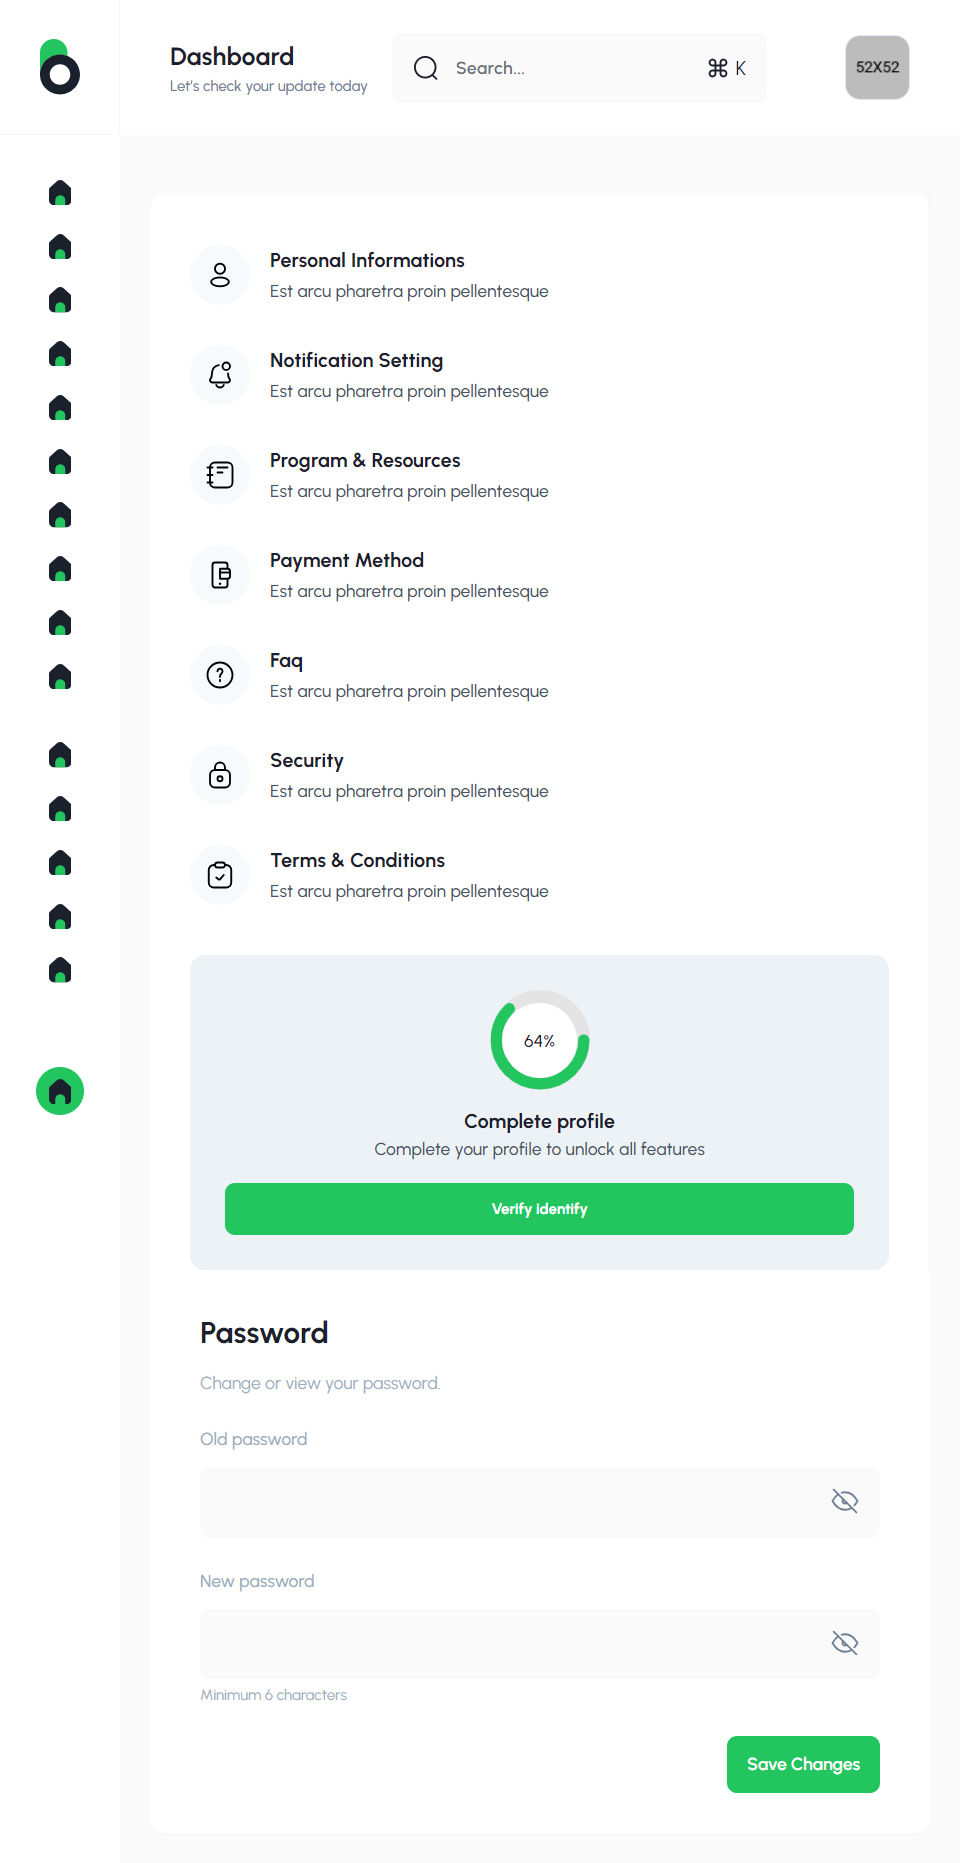 Dashboard
Let's check your update today
Search...
⌘ K
52X52
Personal Informations
Est arcu pharetra proin pellentesque
Notification Setting
Est arcu pharetra proin pellentesque
Program & Resources
Est arcu pharetra proin pellentesque
Payment Method
Est arcu pharetra proin pellentesque
Faq
Est arcu pharetra proin pellentesque
Security
Est arcu pharetra proin pellentesque
Terms & Conditions
Est arcu pharetra proin pellentesque
64%
Complete profile
Complete your profile to unlock all features
Verify identify
Password
Change or view your password.
Old password
New password
Minimum 6 characters
Save Changes